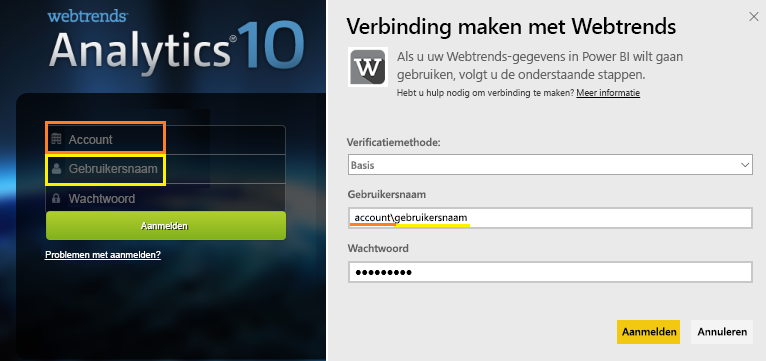 webtrends
Analytics® 10
Account
Gebruikersnaam
Wachtwoord
Aanmelden
Problemen met aanmelden?
Verbinding maken met Webtrends
W
Als u uw Webtrends-gegevens in Power BI wilt gaan
gebruiken, volgt u de onderstaande stappen.
Hebt u hulp nodig om verbinding te maken? Meer informatie
Verificatiemethode:
Basis
Gebruikersnaam
account\gebruikersnaam
Wachtwoord
●●●●●●●●●
Aanmelden
Annuleren